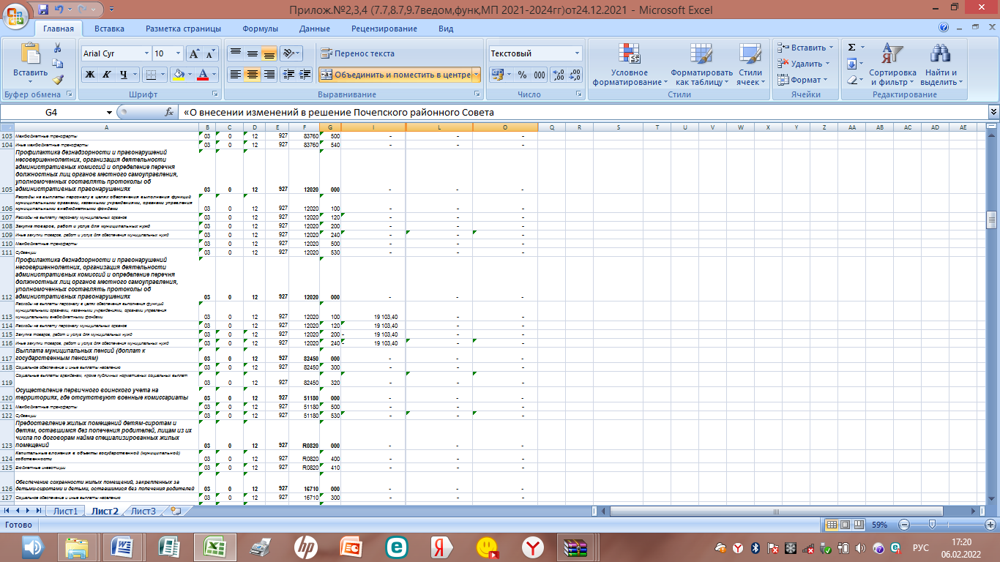 Прилож.№2,3,4 (7.7,8.7,9.7ведом,функ,МП 2021-2024гг)от24.12.2021 - Microsoft Excel
Главная Вставка Разметка страницы Формулы Данные Рецензирование Вид
Вставить
Буфер обмена
Arial Cyr 10
Ж К Ч
Шрифт
Перенос текста
Объединить и поместить в центре
Выравнивание
Текстовый
% 000
Число
Условное форматирование
Форматировать как таблицу
Стили ячеек
Стили
Вставить
Удалить
Формат
Ячейки
Σ
Сортировка и фильтр
Найти и выделить
Редактирование
G4 fx «О внесении изменений в решение Почепского районного Совета
A B C D E F G I L O Q R S T U V W X Y Z AA AB AC AD AE
103 Межбюджетные трансферты 03 0 12 927 83760 500 - - -
104 Иные межбюджетные трансферты 03 0 12 927 83760 540 - - -
Профилактика безнадзорности и правонарушений
несовершеннолетних, организация деятельности
административных комиссий и определение перечня
должностных лиц органов местного самоуправления,
уполномоченных составлять протоколы об
105 административных правонарушениях 03 0 12 927 12020 000 - - -
Расходы на выплаты персоналу в целях обеспечения выполнения функций
муниципальными органами, казенными учреждениями, органами управления
106 муниципальными внебюджетными фондами 03 0 12 927 12020 100 - - -
107 Расходы на выплату персоналу муниципальных органов 03 0 12 927 12020 120 - - -
108 Закупка товаров, работ и услуг для муниципальных нужд 03 0 12 927 12020 200 - - -
109 Иные закупки товаров, работ и услуг для обеспечения муниципальных нужд 03 0 12 927 12020 240 - - -
110 Межбюджетные трансферты 03 0 12 927 12020 500 - - -
111 Субвенции 03 0 12 927 12020 530 - - -
Профилактика безнадзорности и правонарушений
несовершеннолетних, организация деятельности
административных комиссий и определение перечня
должностных лиц органов местного самоуправления,
уполномоченных составлять протоколы об
112 административных правонарушениях 03 0 12 927 12020 000 - - -
Расходы на выплаты персоналу в целях обеспечения выполнения функций
муниципальными органами, казенными учреждениями, органами управления
113 муниципальными внебюджетными фондами 03 0 12 927 12020 100 19 103,40 - -
114 Расходы на выплату персоналу муниципальных органов 03 0 12 927 12020 120 19 103,40 - -
115 Закупка товаров, работ и услуг для муниципальных нужд 03 0 12 927 12020 200 - 19 103,40 - -
116 Иные закупки товаров, работ и услуг для обеспечения муниципальных нужд 03 0 12 927 12020 240 - 19 103,40 - -
Выплата муниципальных пенсий (доплат к
117 государственным пенсиям) 03 0 12 927 82450 000 - - -
118 Социальное обеспечение и иные выплаты населению 03 0 12 927 82450 300 - - -
Социальные выплаты гражданам, кроме публичных нормативных социальных выплат
119 03 0 12 927 82450 320 - - -
Осуществление первичного воинского учета на
120 территориях, где отсутствуют военные комиссариаты 03 0 12 927 51180 000 - - -
121 Межбюджетные трансферты 03 0 12 927 51180 500 - - -
122 Субвенции 03 0 12 927 51180 530 - - -
Предоставление жилых помещений детям-сиротам и
детям, оставшимся без попечения родителей, лицам из их
числа по договорам найма специализированных жилых
123 помещений 03 0 12 927 R0820 000 - - -
Капитальные вложения в объекты государственной (муниципальной)
124 собственности 03 0 12 927 R0820 400 - - -
125 Бюджетные инвестиции 03 0 12 927 R0820 410 - - -
Обеспечение сохранности жилых помещений, закрепленных за
126 детьми-сиротами и детьми, оставшимися без попечения родителей 03 0 12 927 16710 000 - - -
127 Социальное обеспечение и иные выплаты населению 03 0 12 927 16710 300 - - -
Лист1 Лист2 Лист3
Готово 59%
РУС 17:20
06.02.2022